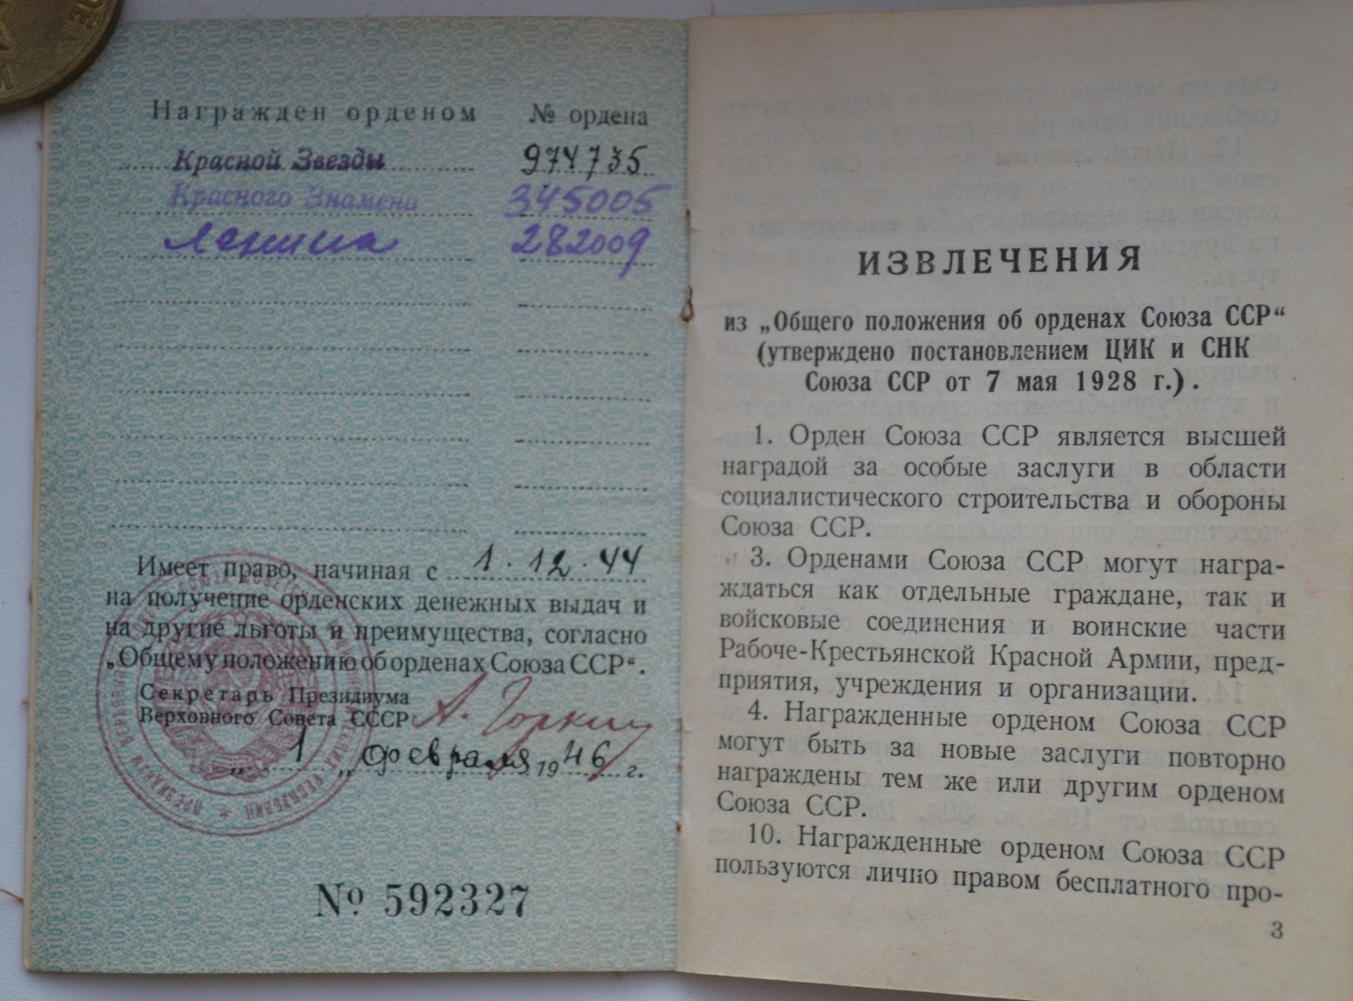 Награжден орденом № ордена
Красной Звезды 974735
Красного Знамени 345005
Ленина 282009
Имеет право, начиная с 1.12.44
на получение орденских денежных выдач и
на другие льготы и преимущества, согласно
„Общему положению об орденах Союза ССР“.
Секретарь Президиума
Верховного Совета СССР А. Горкин
„ 1 „ февраля 1946 г.
№ 592327
ИЗВЛЕЧЕНИЯ
из „Общего положения об орденах Союза ССР“
(утверждено постановлением ЦИК и СНК
Союза ССР от 7 мая 1928 г.).
1. Орден Союза ССР является высшей
наградой за особые заслуги в области
социалистического строительства и обороны
Союза ССР.
3. Орденами Союза ССР могут награ-
ждаться как отдельные граждане, так и
войсковые соединения и воинские части
Рабоче-Крестьянской Красной Армии, пред-
приятия, учреждения и организации.
4. Награжденные орденом Союза ССР
могут быть за новые заслуги повторно
награждены тем же или другим орденом
Союза ССР.
10. Награжденные орденом Союза ССР
пользуются лично правом бесплатного про-
3